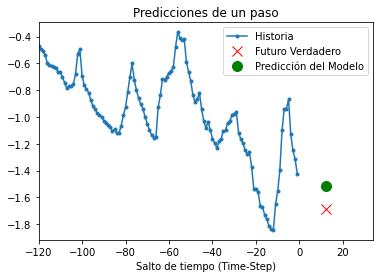 Predicciones de un paso
Historia
Futuro Verdadero
Predicción del Modelo
−0.4
−0.6
−0.8
−1.0
−1.2
−1.4
−1.6
−1.8
−120 −100 −80 −60 −40 −20 0 20
Salto de tiempo (Time-Step)